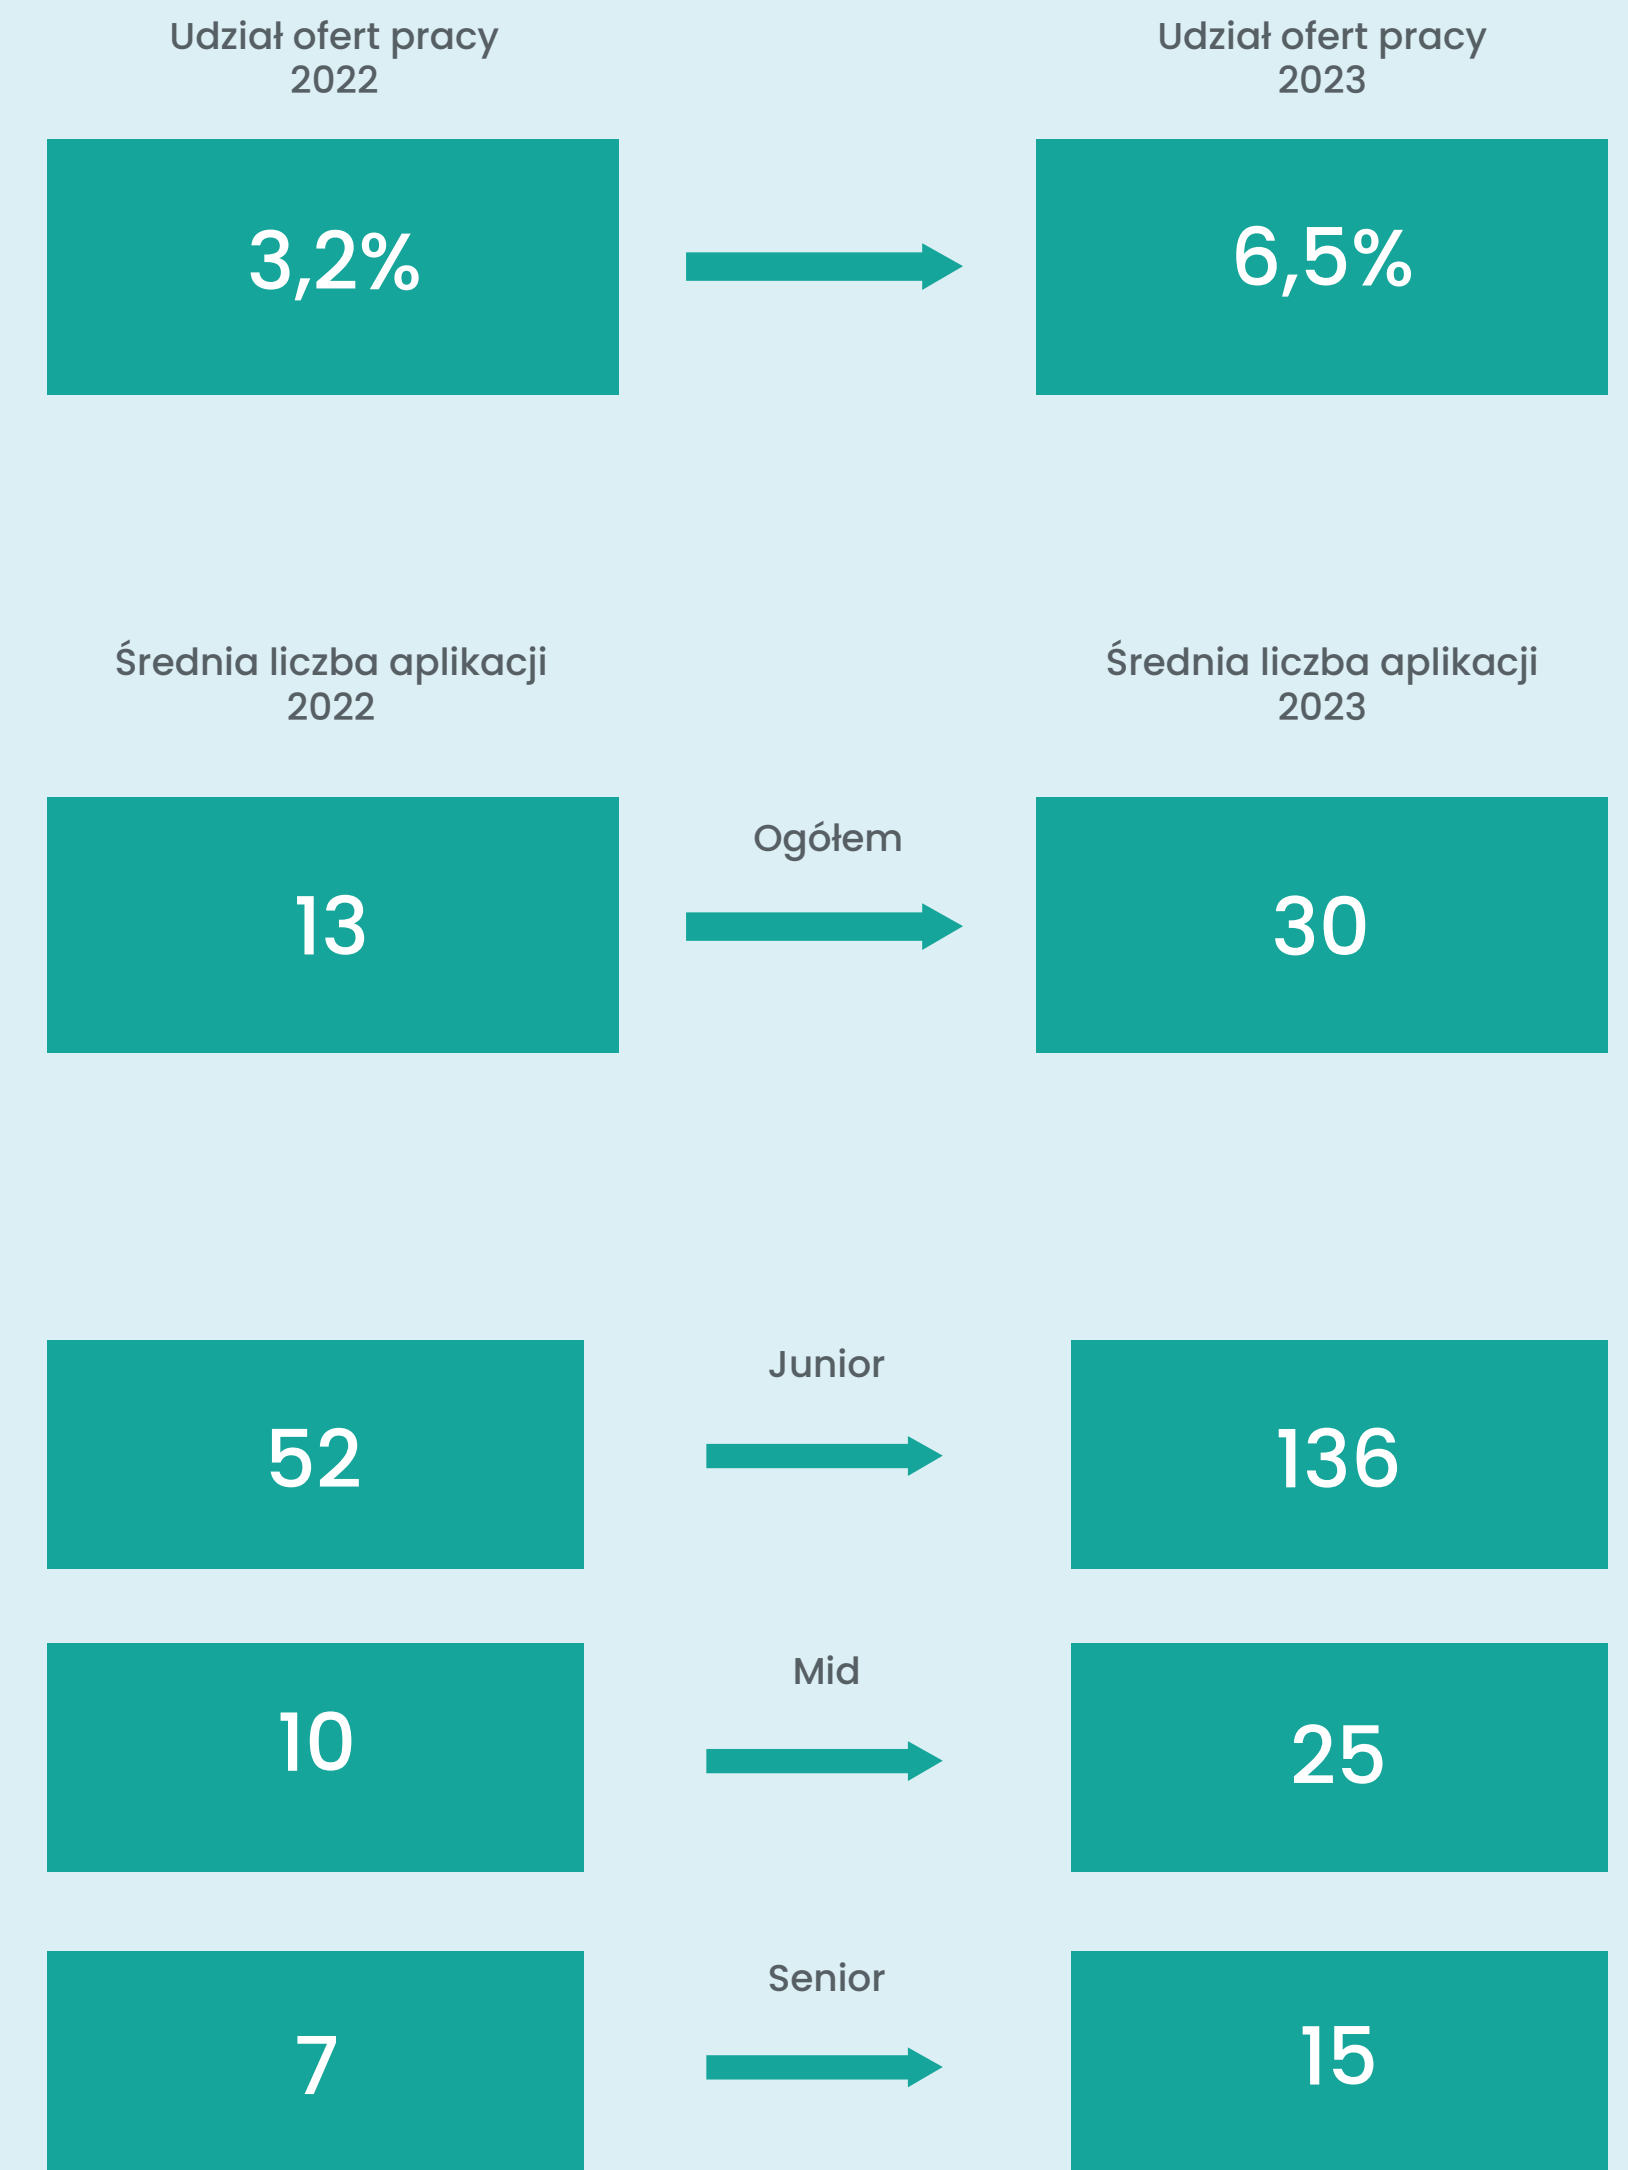 Udział ofert pracy
2022
Udział ofert pracy
2023
3,2%
6,5%
Średnia liczba aplikacji
2022
Średnia liczba aplikacji
2023
13
Ogółem
30
52
Junior
136
10
Mid
25
7
Senior
15